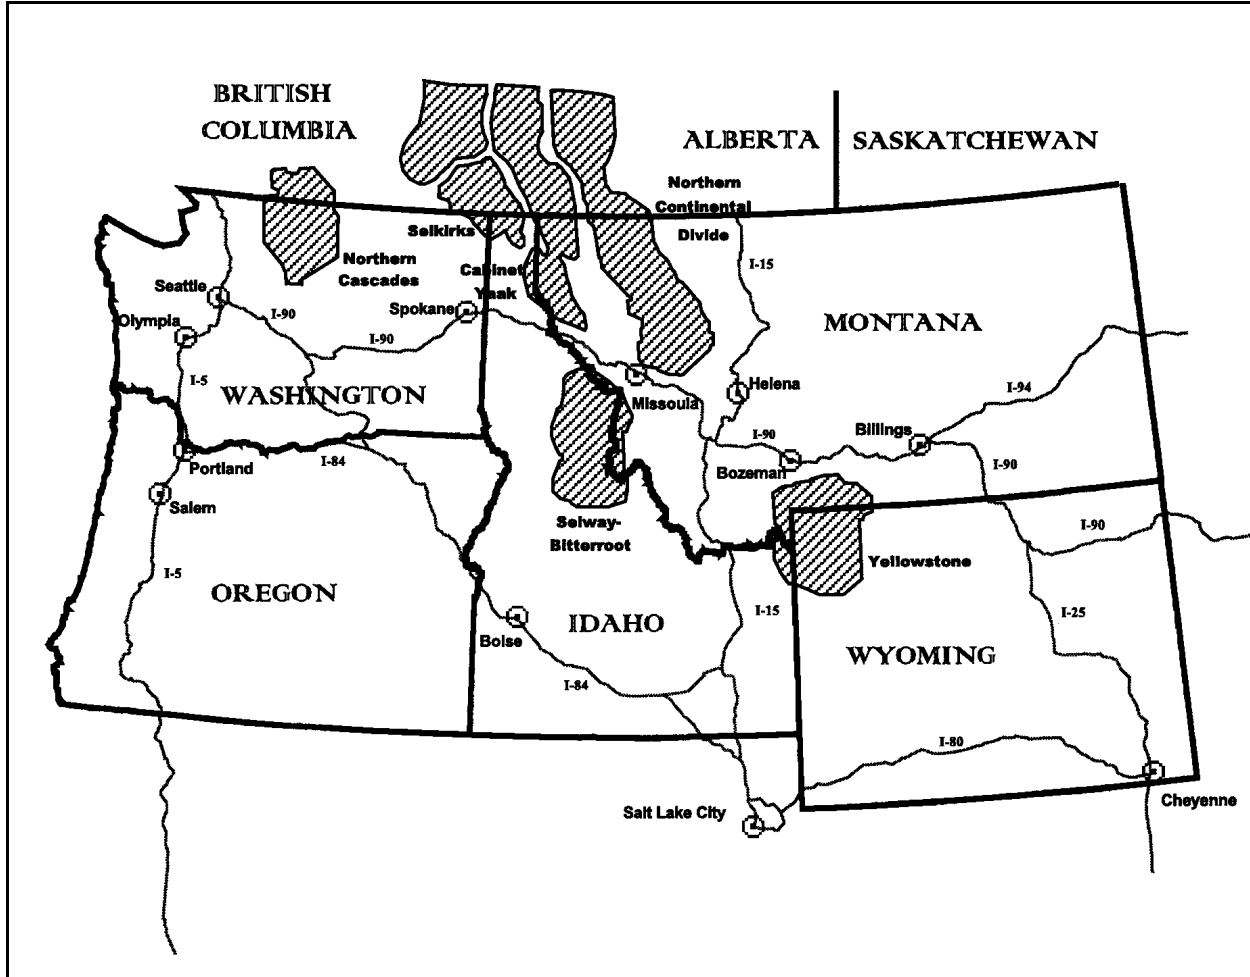 BRITISH
COLUMBIA
ALBERTA
SASKATCHEWAN
Northern
Continental
Divide
Selkirks
I-15
Northern
Cascades
Cabinet
Yaak
Seattle
Spokane
Olympia
I-90
I-90
MONTANA
I-5
WASHINGTON
Missoula
Helena
I-94
Billings
I-90
Bozeman
I-90
I-84
Portland
Salem
Selway-
Bitterroot
I-90
Yellowstone
I-5
OREGON
IDAHO
I-15
I-25
Boise
WYOMING
I-84
I-80
Salt Lake City
Cheyenne